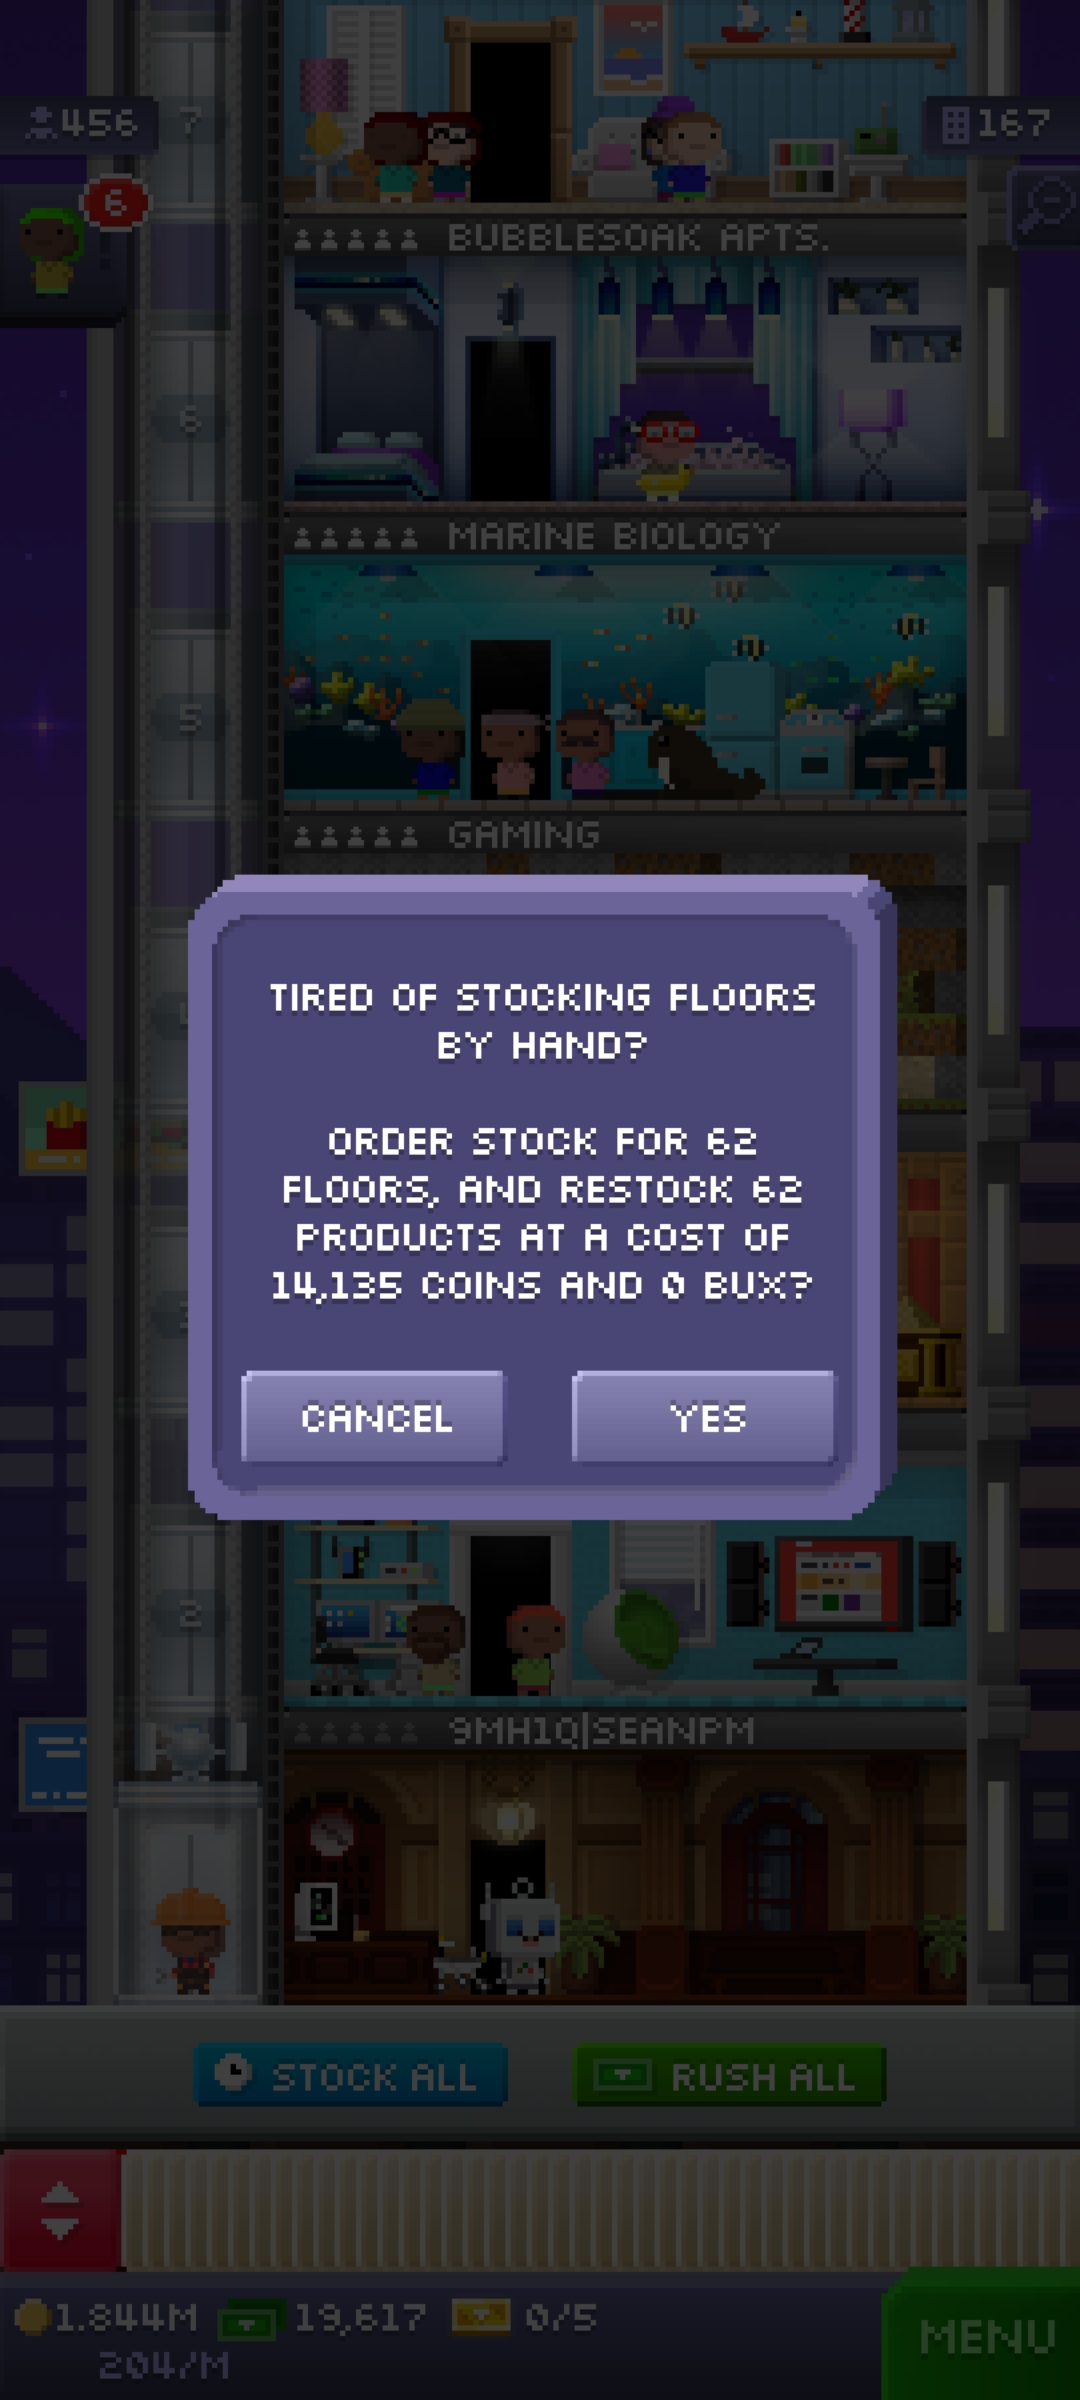 456
7
167
6
BUBBLESOAK APTS.
6
MARINE BIOLOGY
5
GAMING
TIRED OF STOCKING FLOORS
BY HAND?
ORDER STOCK FOR 62
FLOORS, AND RESTOCK 62
PRODUCTS AT A COST OF
14,135 COINS AND 0 BUX?
CANCEL
YES
2
9MH1Q|SEANPM
STOCK ALL
RUSH ALL
1.844M
19,617
0/5
204/M
MENU